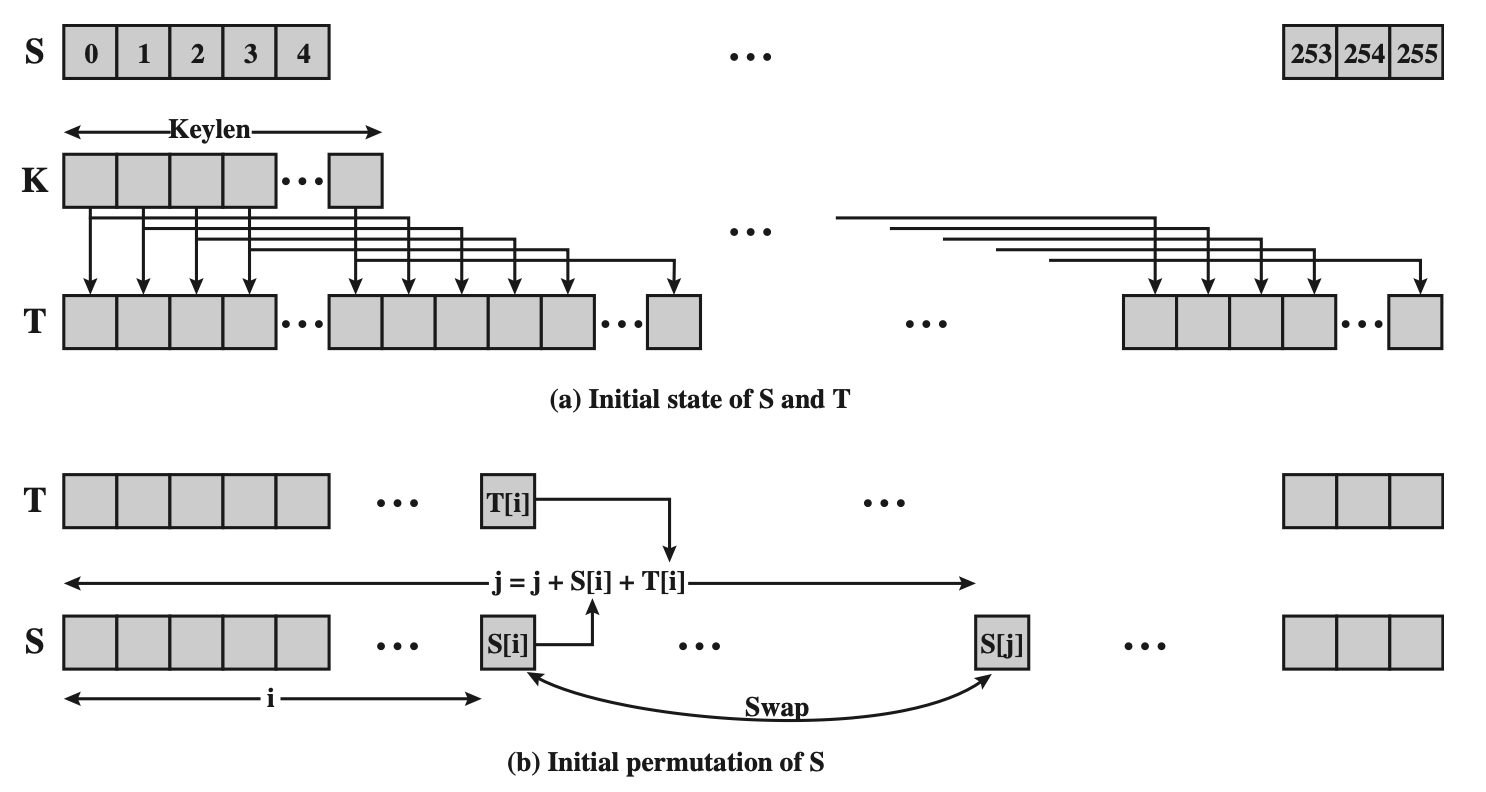 S 0 1 2 3 4 ... 253 254 255
Keylen
K ...
...
T ... ... ... ...
(a) Initial state of S and T
T ... T[i] ...
j = j + S[i] + T[i]
S ... S[i] ... S[j] ...
i
Swap
(b) Initial permutation of S